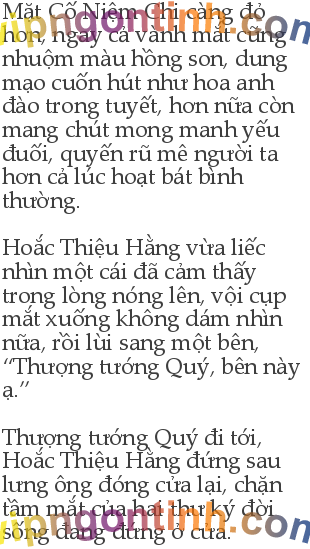 Mặt Cố Niệm Chi càng đỏ
hơn, ngay cả vành mắt cũng
nhuộm màu hồng son, dung
mạo cuốn hút như hoa anh
đào trong tuyết, hơn nữa còn
mang chút mong manh yếu
đuối, quyến rũ mê người ta
hơn cả lúc hoạt bát bình
thường.
Hoắc Thiệu Hằng vừa liếc
nhìn một cái đã cảm thấy
trong lòng nóng lên, vội cụp
mắt xuống không dám nhìn
nữa, rồi lùi sang một bên,
“Thượng tướng Quý, bên này
ạ.”
Thượng tướng Quý đi tới,
Hoắc Thiệu Hằng đứng sau
lưng ông đóng cửa lại, chặn
tầm mắt của hai thư ký đời
sống đang đứng ở cửa.
vipngontinh.com
vipngontinh.com